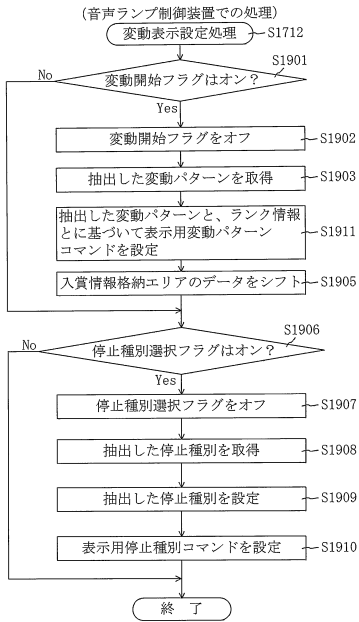 (音声ランプ制御装置での処理)
変動表示設定処理
S1712
S1901
変動開始フラグはオン？
No
Yes
変動開始フラグをオフ
S1902
抽出した変動パターンを取得
S1903
抽出した変動パターンと、ランク情報
とに基づいて表示用変動パターン
コマンドを設定
S1911
入賞情報格納エリアのデータをシフト
S1905
S1906
停止種別選択フラグはオン？
No
Yes
停止種別選択フラグをオフ
S1907
抽出した停止種別を取得
S1908
抽出した停止種別を設定
S1909
表示用停止種別コマンドを設定
S1910
終 了